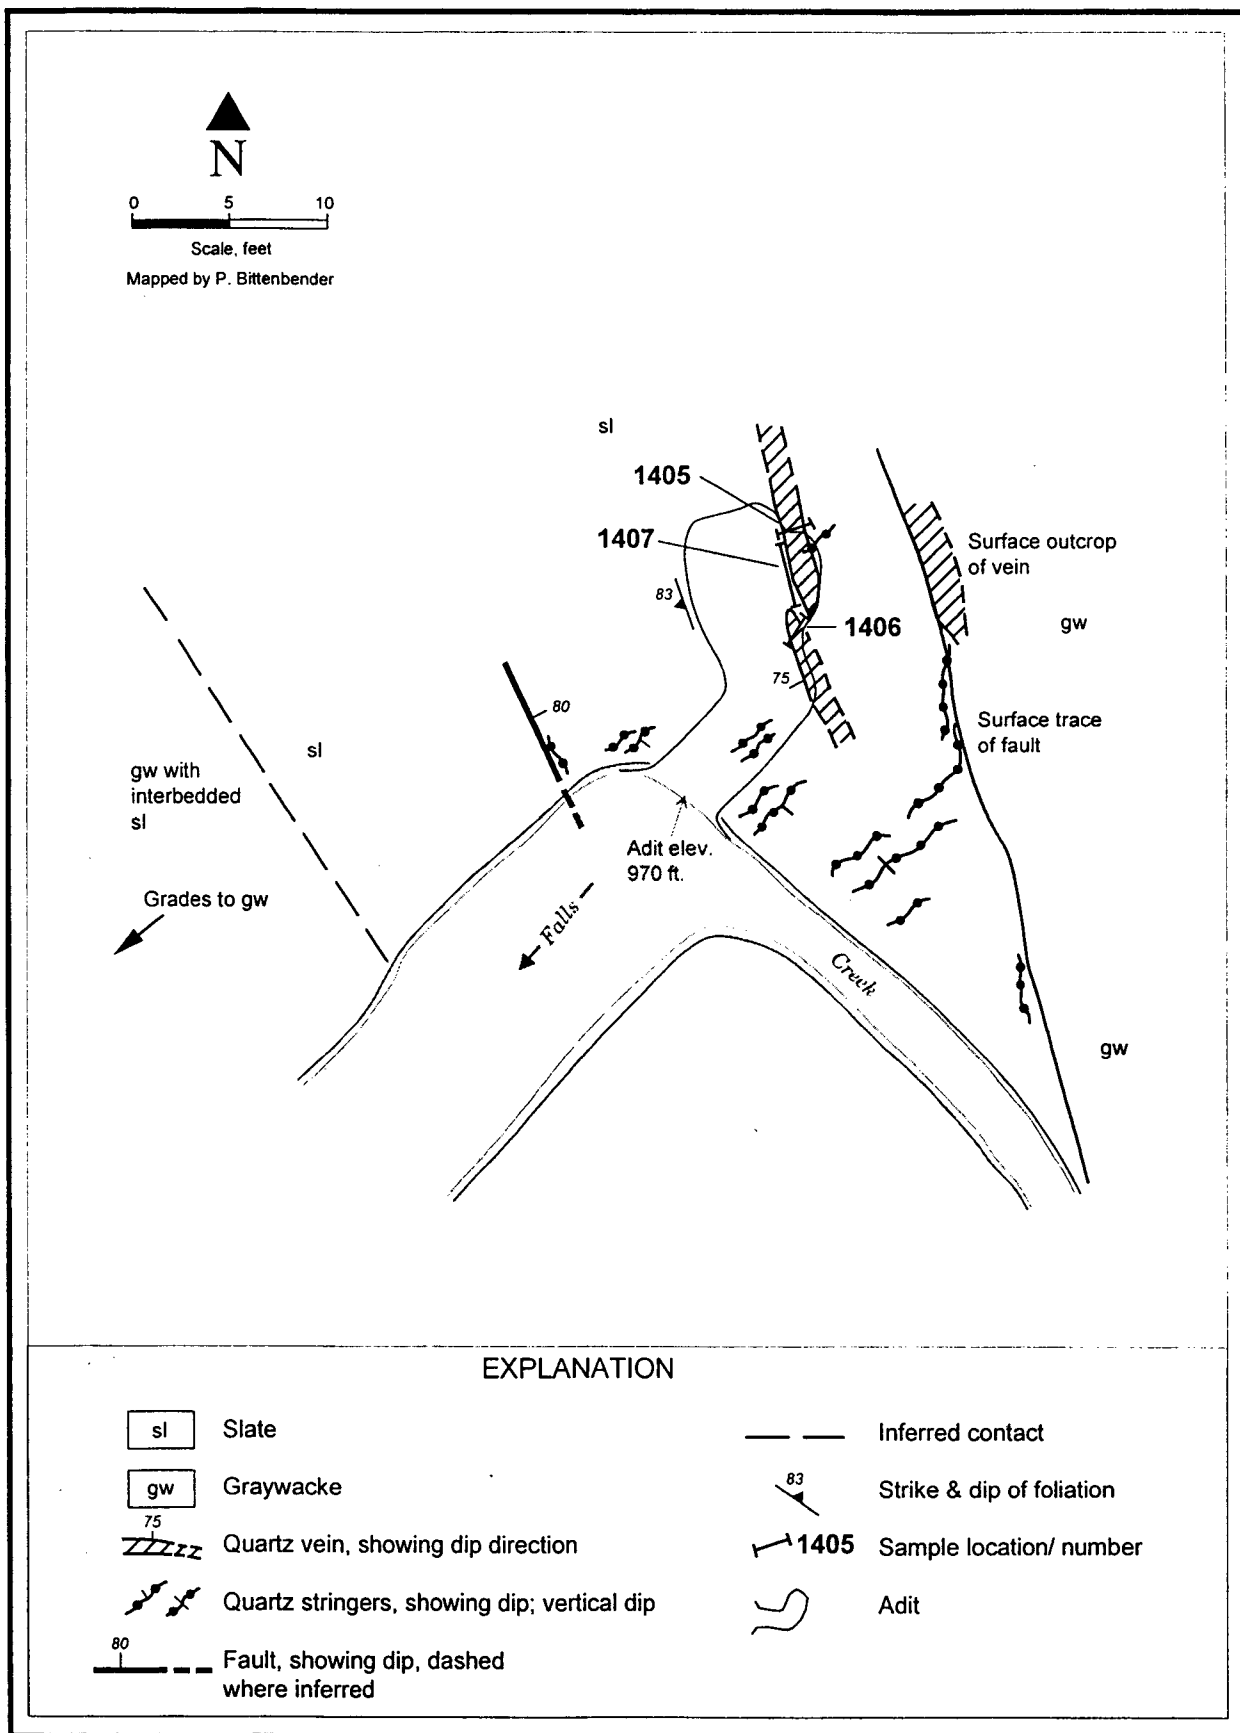 N
0 5 10
Scale, feet
Mapped by P. Bittenbender
sl
1405
1407
Surface outcrop
of vein
83
1406
gw
75
80
Surface trace
of fault
sl
gw with
interbedded
sl
Adit elev.
970 ft.
Grades to gw
Falls
Creek
gw
EXPLANATION
sl Slate
gw Graywacke
75
Quartz vein, showing dip direction
Quartz stringers, showing dip; vertical dip
80
Fault, showing dip, dashed
where inferred
Inferred contact
83
Strike & dip of foliation
1405 Sample location/ number
Adit